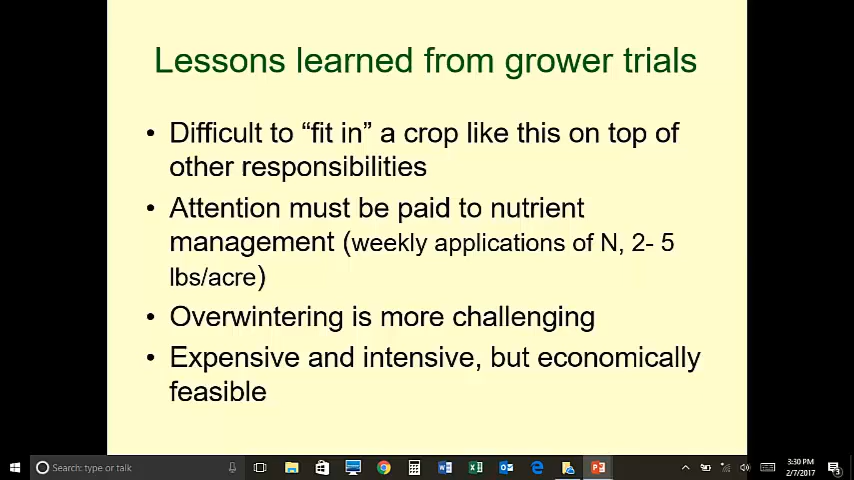 Lessons learned from grower trials
• Difficult to “fit in” a crop like this on top of
other responsibilities
• Attention must be paid to nutrient
management (weekly applications of N, 2- 5
lbs/acre)
• Overwintering is more challenging
• Expensive and intensive, but economically
feasible
Search: type or talk
3:30 PM
2/7/2017
3